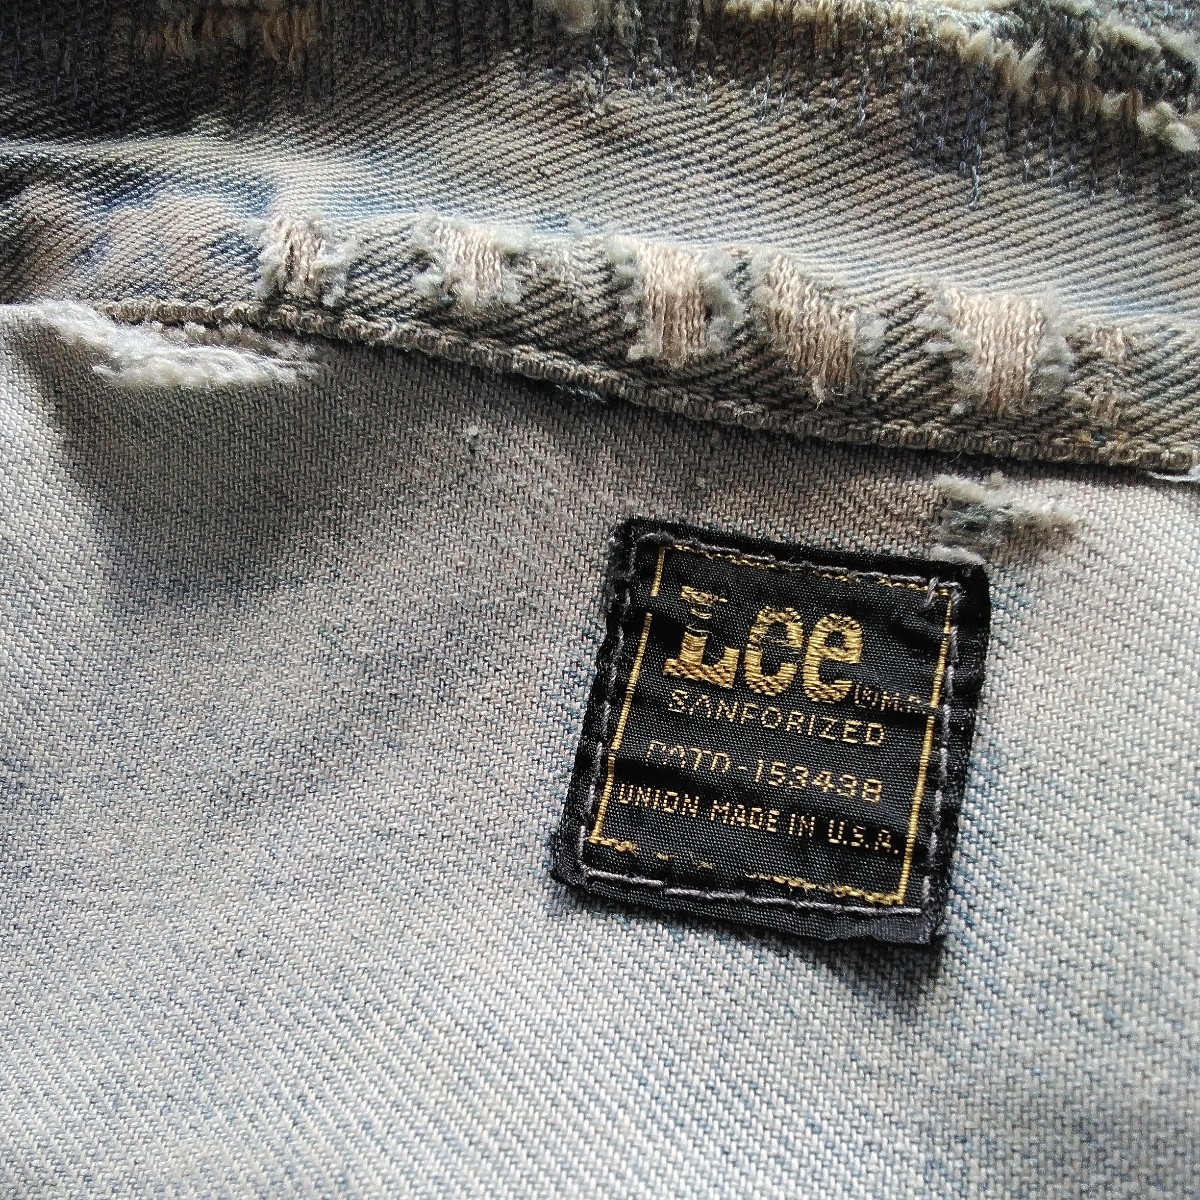 Lee ®M.R.
SANFORIZED
PATD-153438
UNION MADE IN U.S.A.